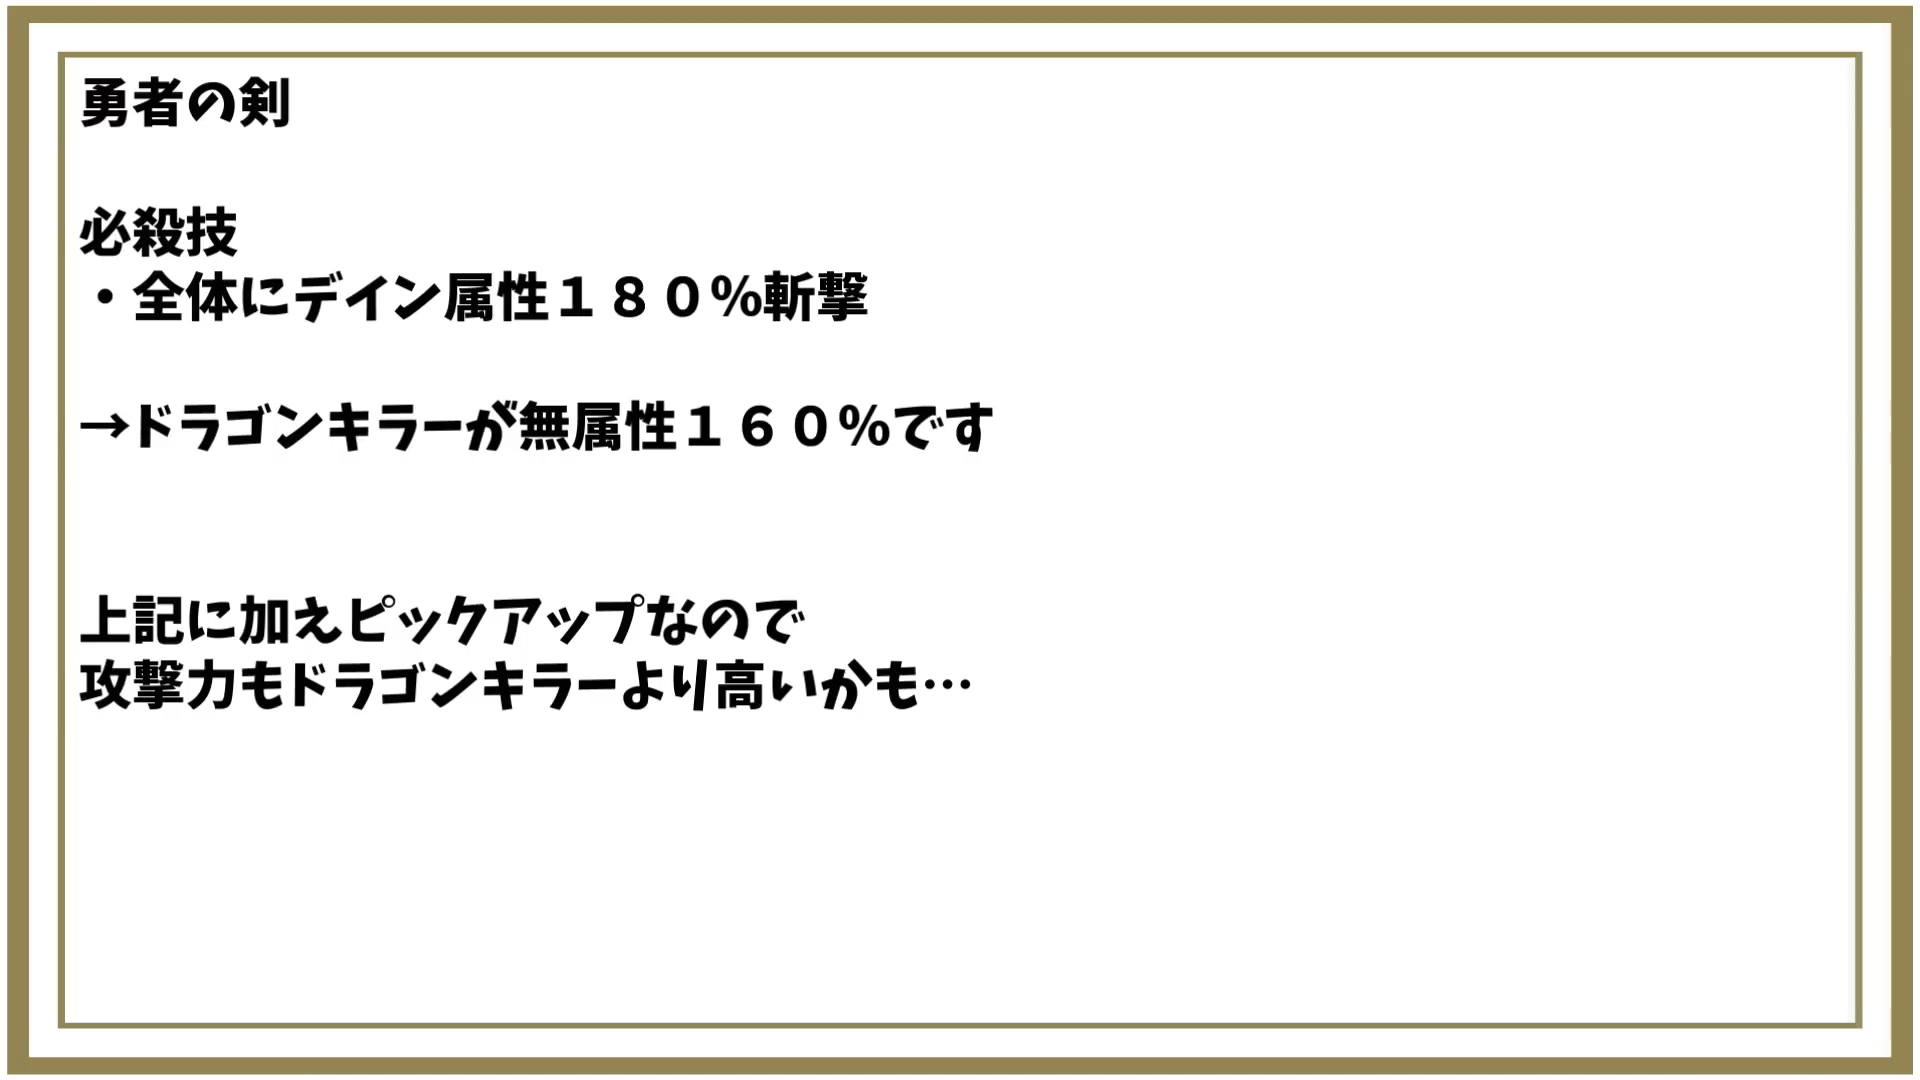 勇者の剣
必殺技
・全体にデイン属性１８０％斬撃
→ドラゴンキラーが無属性１６０％です
上記に加えピックアップなので
攻撃力もドラゴンキラーより高いかも…